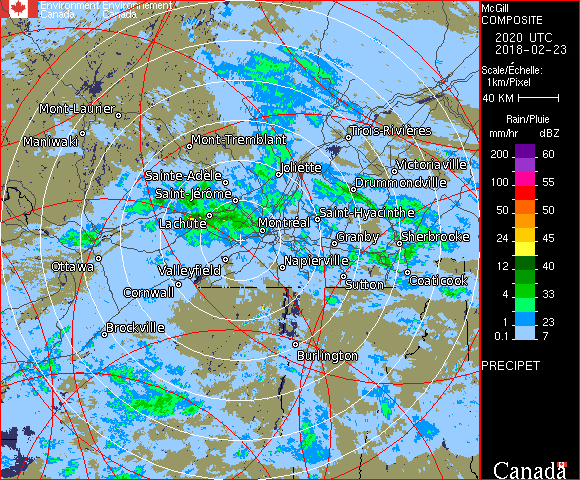 Environment Environnement
Canada Canada
McGill
COMPOSITE
2020 UTC
2018-02-23
Scale/Échelle:
1km/Pixel
40 KM
Rain/Pluie
mm/hr dBZ
200 60
100 55
50 50
24 45
12 40
4 33
1 23
0.1 7
PRECIPET
Canada
Mont-Laurier
Maniwaki
Trois-Rivières
Mont-Tremblant
Victoriaville
Joliette
Sainte-Adèle
Drummondville
Saint-Jérôme
Saint-Hyacinthe
Lachute
Montréal
Granby
Sherbrooke
Ottawa
Napierville
Valleyfield
Coaticook
Sutton
Cornwall
Brockville
Burlington